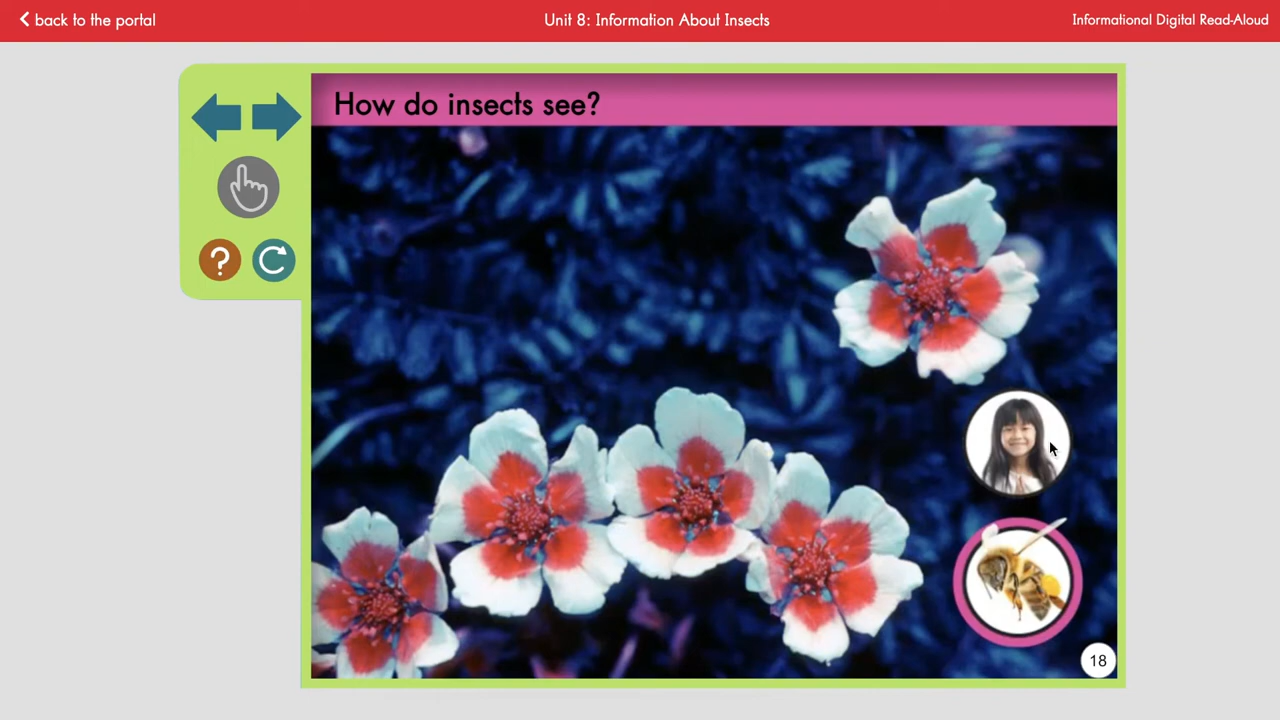 back to the portal
Unit 8: Information About Insects
Informational Digital Read-Aloud
How do insects see?
?
18